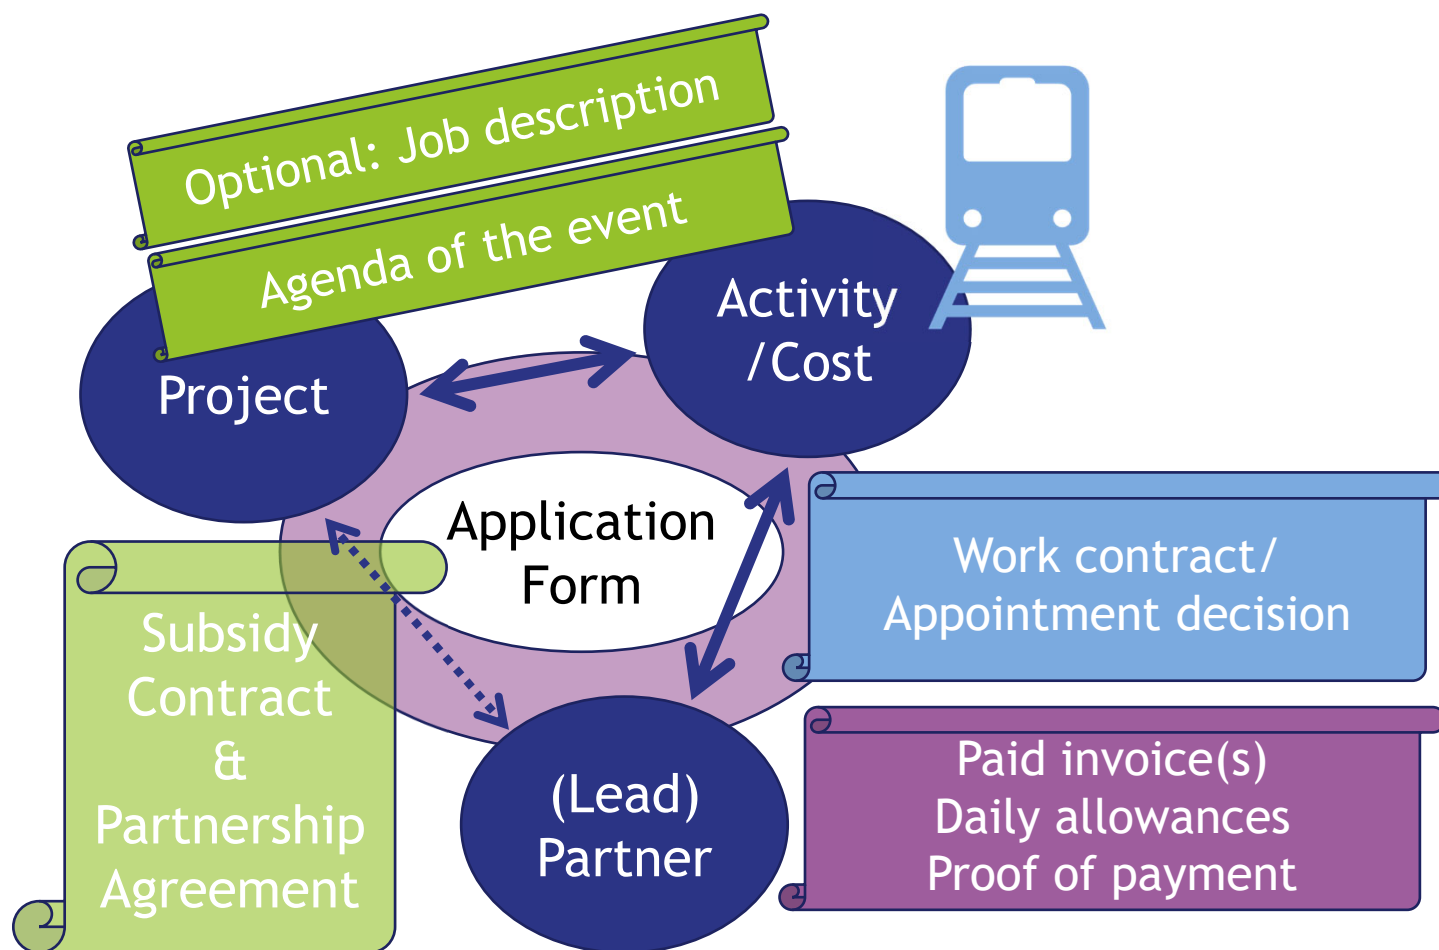 Optional: Job description
Agenda of the event
Activity
/Cost
Project
Application
Form
Work contract/
Appointment decision
Subsidy
Contract
&
Partnership
Agreement
(Lead)
Partner
Paid invoice(s)
Daily allowances
Proof of payment